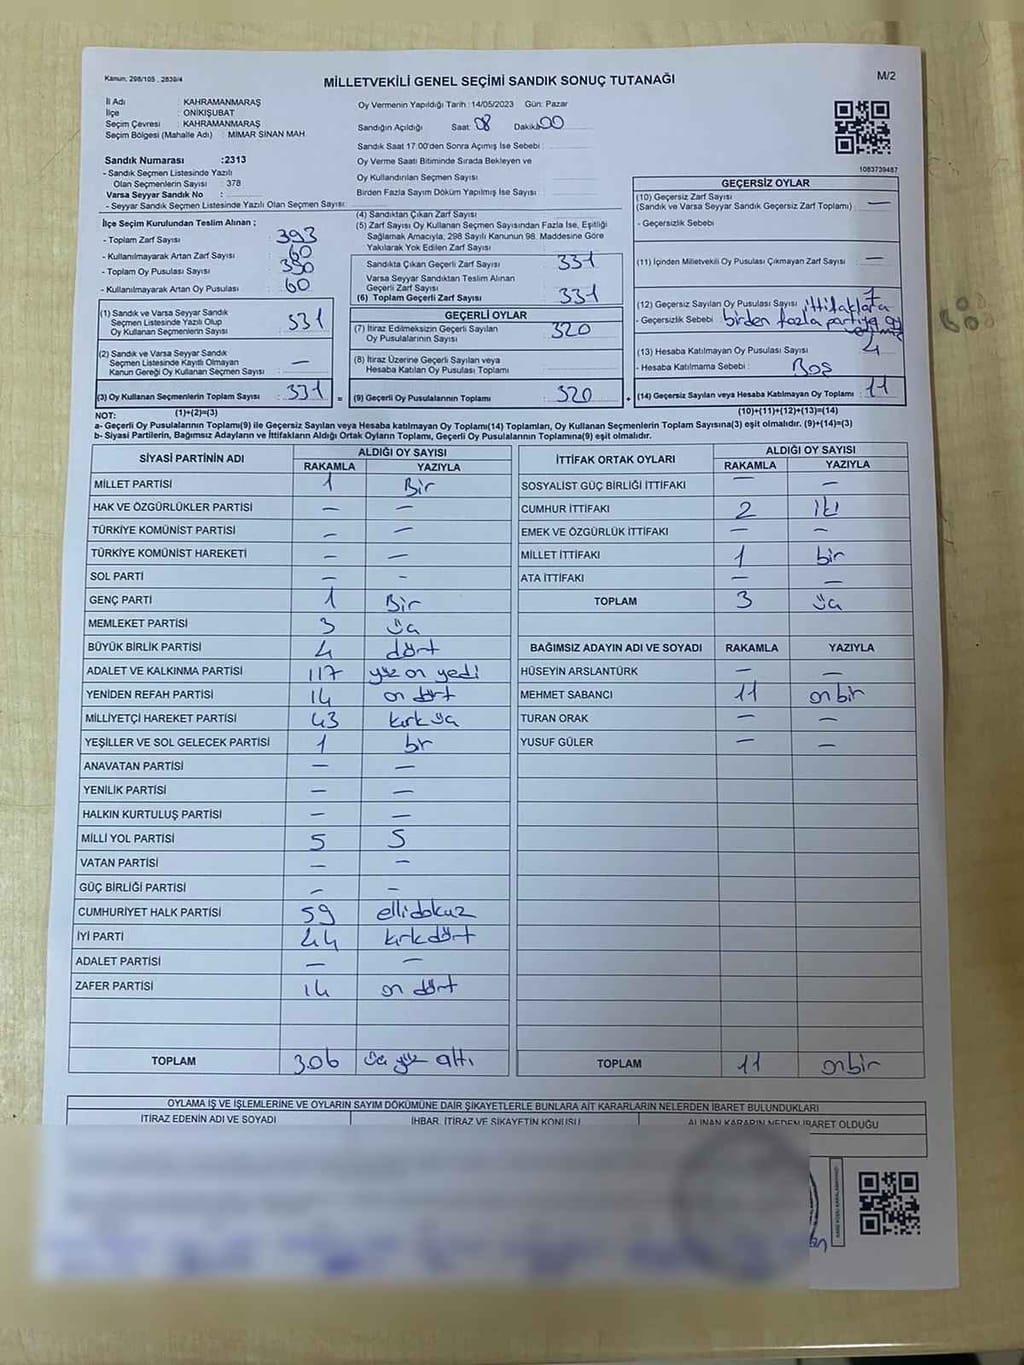 Kanun: 298/105 , 2839/4
MİLLETVEKİLİ GENEL SEÇİMİ SANDIK SONUÇ TUTANAĞI
M/2
İl Adı : KAHRAMANMARAŞ
İlçe : ONİKİŞUBAT
Seçim Çevresi : KAHRAMANMARAŞ
Seçim Bölgesi (Mahalle Adı) : MİMAR SİNAN MAH.
Sandık Numarası :2313
- Sandık Seçmen Listesinde Yazılı
Olan Seçmenlerin Sayısı : 378
Varsa Seyyar Sandık No :
- Seyyar Sandık Seçmen Listesinde Yazılı Olan Seçmen Sayısı:
Oy Vermenin Yapıldığı Tarih :14/05/2023 Gün: Pazar
Sandığın Açıldığı Saat: 08 Dakika:00
Sandık Saat 17:00'den Sonra Açımış İse Sebebi :
Oy Verme Saati Bitiminde Sırada Bekleyen ve
Oy Kullandırılan Seçmen Sayısı :
Birden Fazla Sayım Döküm Yapılmış İse Sayısı :
1083739487
İlçe Seçim Kurulundan Teslim Alınan ;
- Toplam Zarf Sayısı : 393
- Kullanılmayarak Artan Zarf Sayısı : 60
- Toplam Oy Pusulası Sayısı : 390
- Kullanılmayarak Artan Oy Pusulası : 60
(1) Sandık ve Varsa Seyyar Sandık
Seçmen Listesinde Yazılı Olup
Oy Kullanan Seçmenlerin Sayısı : 331
(2) Sandık ve Varsa Seyyar Sandık
Seçmen Listesinde Kayıtlı Olmayan
Kanun Gereği Oy Kullanan Seçmen Sayısı : —
(3) Oy Kullanan Seçmenlerin Toplam Sayısı : 331
(4) Sandıktan Çıkan Zarf Sayısı :
(5) Zarf Sayısı Oy Kullanan Seçmen Sayısından Fazla İse, Eşitliği
Sağlamak Amacıyla, 298 Sayılı Kanunun 98. Maddesine Göre
Yakılarak Yok Edilen Zarf Sayısı :
Sandıkta Çıkan Geçerli Zarf Sayısı : 331
Varsa Seyyar Sandıktan Teslim Alınan
Geçerli Zarf Sayısı :
(6) Toplam Geçerli Zarf Sayısı : 331
GEÇERLİ OYLAR
(7) İtiraz Edilmeksizin Geçerli Sayılan
Oy Pusulalarının Sayısı : 320
(8) İtiraz Üzerine Geçerli Sayılan veya
Hesaba Katılan Oy Pusulası Toplamı :
= (9) Geçerli Oy Pusulalarının Toplamı : 320
GEÇERSİZ OYLAR
(10) Geçersiz Zarf Sayısı
(Sandık ve Varsa Seyyar Sandık Geçersiz Zarf Toplamı) : —
- Geçersizlik Sebebi :
(11) İçinden Milletvekili Oy Pusulası Çıkmayan Zarf Sayısı : —
(12) Geçersiz Sayılan Oy Pusulası Sayısı : 7
- Geçersizlik Sebebi : ittifaklara
birden fazla partiye oy
(13) Hesaba Katılmayan Oy Pusulası Sayısı : 4
- Hesaba Katılmama Sebebi : Boş
+ (14) Geçersiz Sayılan veya Hesaba Katılmayan Oy Toplamı : 11
NOT: (1)+(2)=(3)
(10)+(11)+(12)+(13)=(14)
a- Geçerli Oy Pusulalarının Toplamı(9) ile Geçersiz Sayılan veya Hesaba katılmayan Oy Toplamı(14) Toplamları, Oy Kullanan Seçmenlerin Toplam Sayısına(3) eşit olmalıdır. (9)+(14)=(3)
b- Siyasi Partilerin, Bağımsız Adayların ve İttifakların Aldığı Ortak Oyların Toplamı, Geçerli Oy Pusulalarının Toplamına(9) eşit olmalıdır.
SİYASİ PARTİNİN ADI ALDIĞI OY SAYISI
RAKAMLA YAZIYLA
MİLLET PARTİSİ 1 Bir
HAK VE ÖZGÜRLÜKLER PARTİSİ — —
TÜRKİYE KOMÜNİST PARTİSİ — —
TÜRKİYE KOMÜNİST HAREKETİ — —
SOL PARTİ — —
GENÇ PARTİ 1 Bir
MEMLEKET PARTİSİ 3 üç
BÜYÜK BİRLİK PARTİSİ 4 dört
ADALET VE KALKINMA PARTİSİ 117 yüz on yedi
YENİDEN REFAH PARTİSİ 14 on dört
MİLLİYETÇİ HAREKET PARTİSİ 43 kırk üç
YEŞİLLER VE SOL GELECEK PARTİSİ 1 bir
ANAVATAN PARTİSİ — —
YENİLİK PARTİSİ — —
HALKIN KURTULUŞ PARTİSİ — —
MİLLİ YOL PARTİSİ 5 5
VATAN PARTİSİ — —
GÜÇ BİRLİĞİ PARTİSİ — —
CUMHURİYET HALK PARTİSİ 59 elli dokuz
İYİ PARTİ 44 kırk dört
ADALET PARTİSİ — —
ZAFER PARTİSİ 14 on dört
TOPLAM 306 üç yüz altı
İTTİFAK ORTAK OYLARI ALDIĞI OY SAYISI
RAKAMLA YAZIYLA
SOSYALİST GÜÇ BİRLİĞİ İTTİFAKI — —
CUMHUR İTTİFAKI 2 iki
EMEK VE ÖZGÜRLÜK İTTİFAKI — —
MİLLET İTTİFAKI 1 bir
ATA İTTİFAKI — —
TOPLAM 3 üç
BAĞIMSIZ ADAYIN ADI VE SOYADI RAKAMLA YAZIYLA
HÜSEYİN ARSLANTÜRK — —
MEHMET SABANCI 11 on bir
TURAN ORAK — —
YUSUF GÜLER — —
TOPLAM 11 on bir
OYLAMA İŞ VE İŞLEMLERİNE VE OYLARIN SAYIM DÖKÜMÜNE DAİR ŞİKAYETLERLE BUNLARA AİT KARARLARIN NELERDEN İBARET BULUNDUKLARI
İTİRAZ EDENİN ADI VE SOYADI
İHBAR, İTİRAZ VE ŞİKAYETİN KONUSU
ALINAN KARARIN NEDEN İBARET OLDUĞU